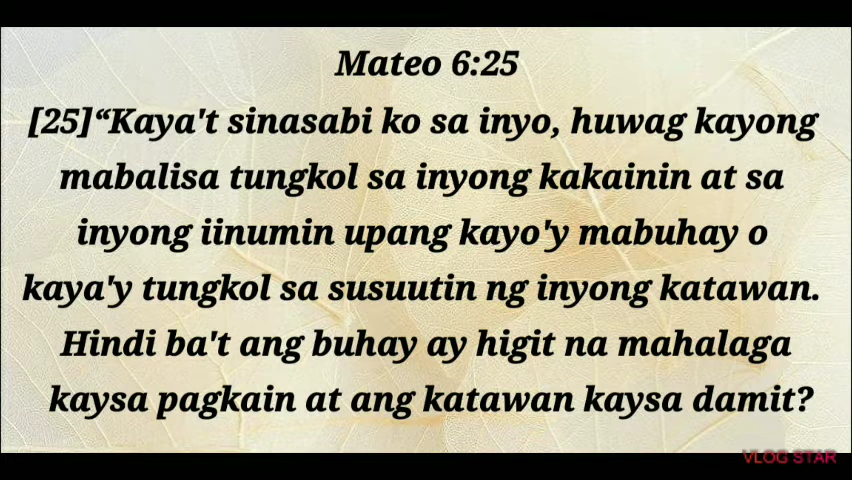 Mateo 6:25
[25]“Kaya't sinasabi ko sa inyo, huwag kayong
mabalisa tungkol sa inyong kakainin at sa
inyong iinumin upang kayo'y mabuhay o
kaya'y tungkol sa susuutin ng inyong katawan.
Hindi ba't ang buhay ay higit na mahalaga
kaysa pagkain at ang katawan kaysa damit?
VLOG STAR